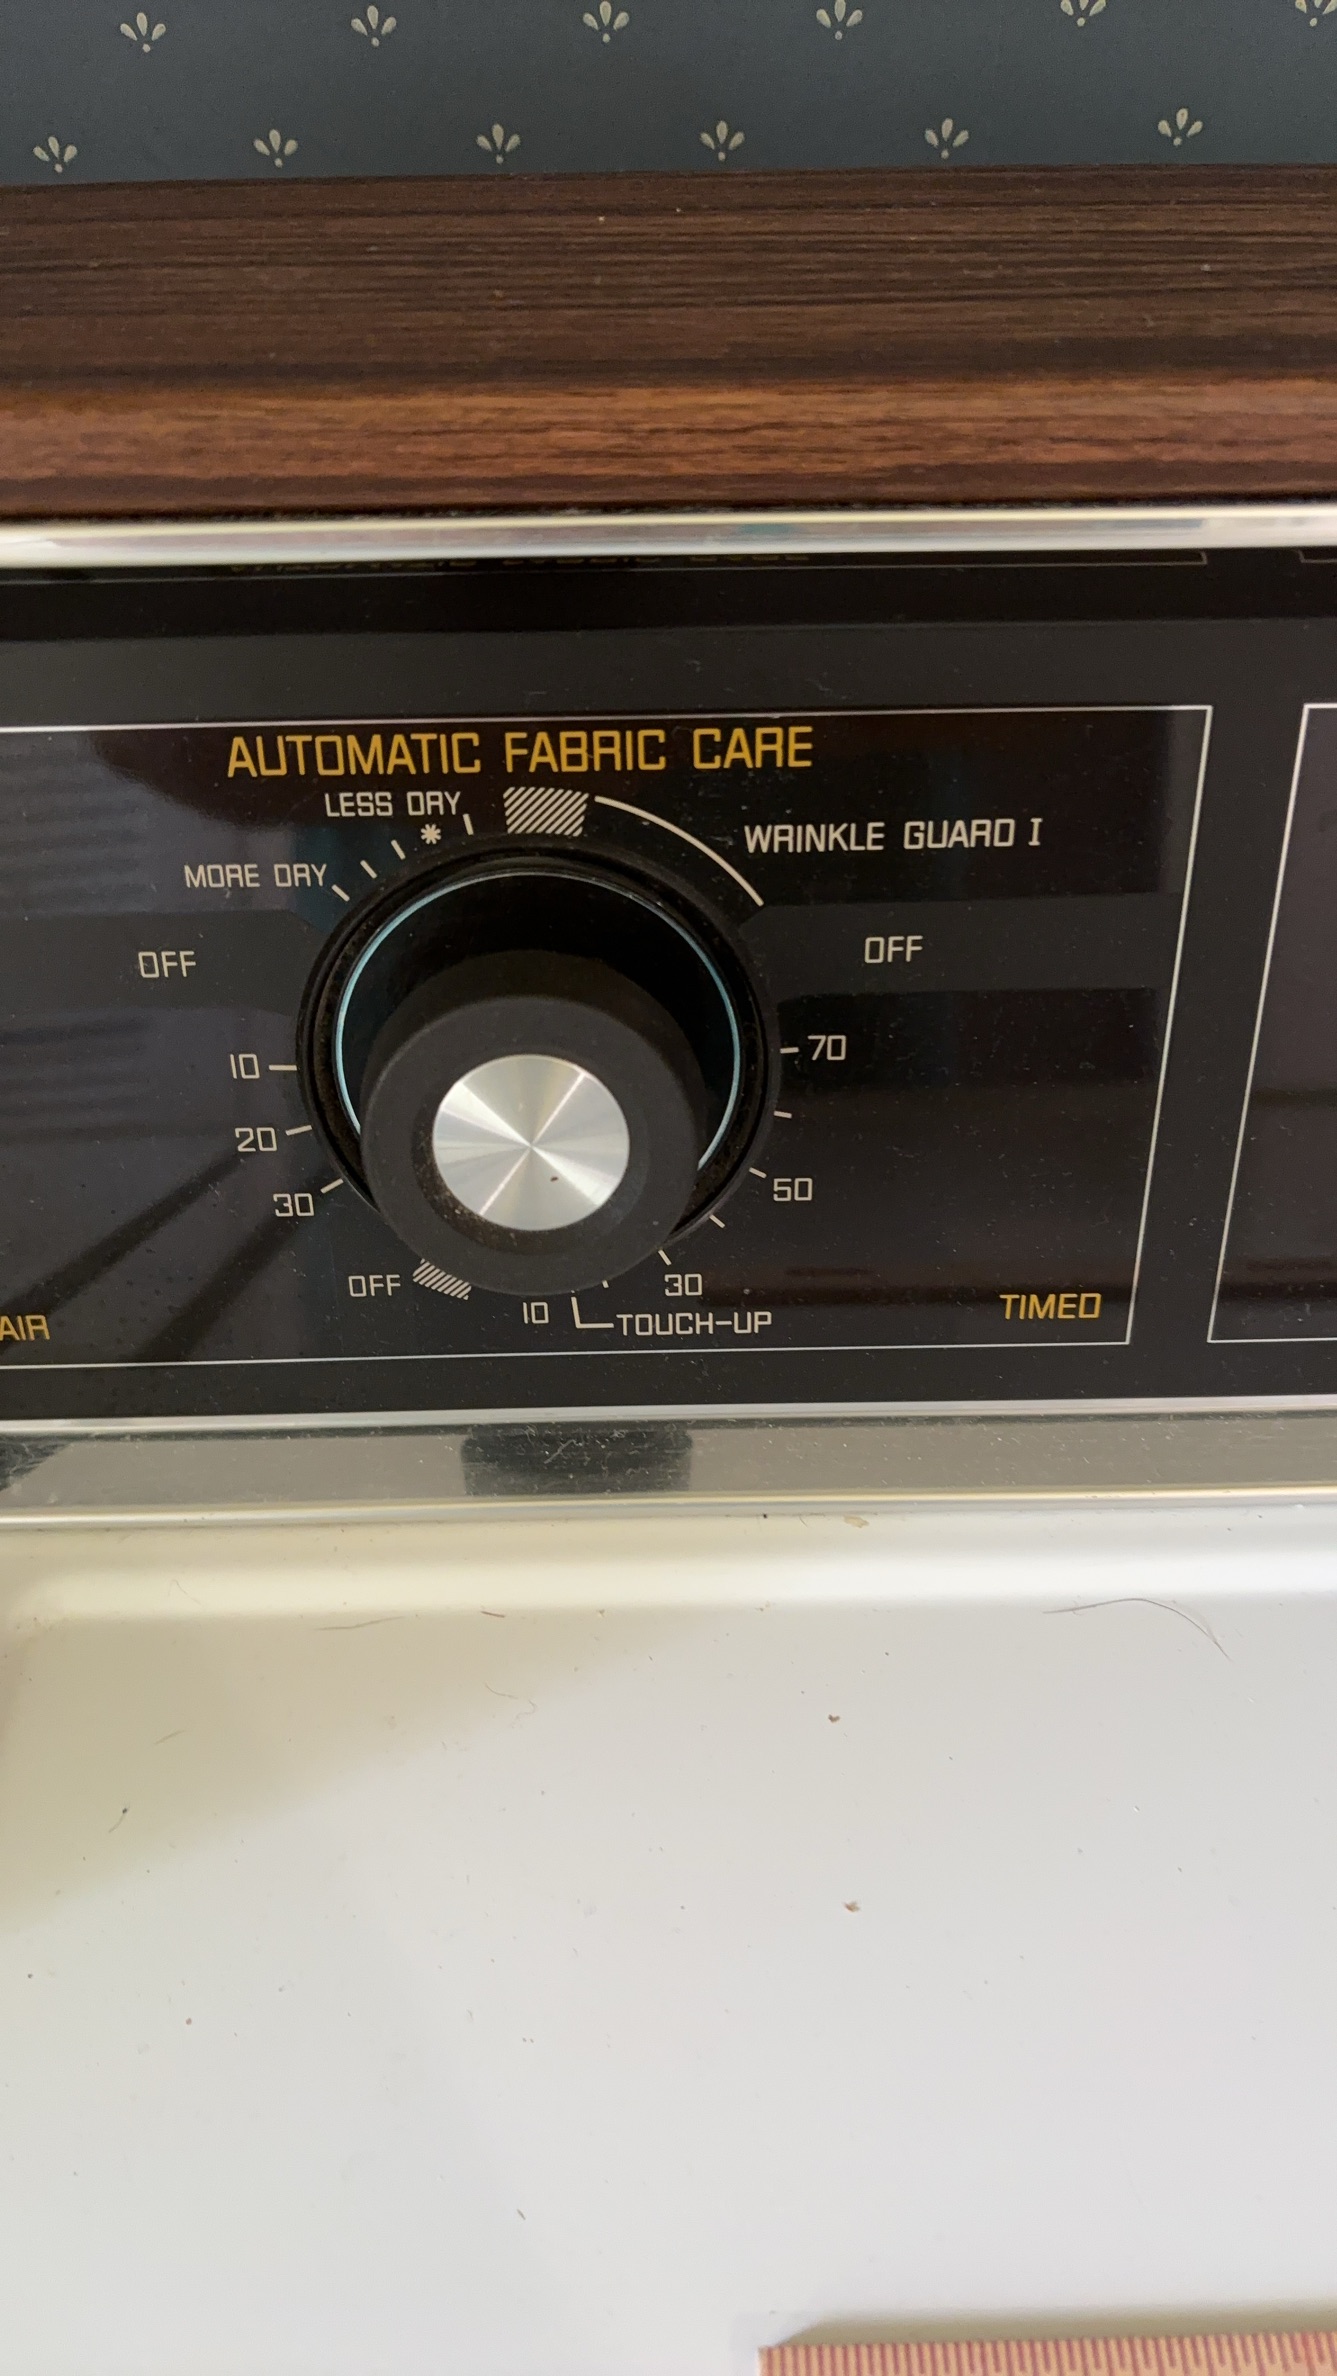 AUTOMATIC FABRIC CARE
LESS DRY
*
WRINKLE GUARD I
MORE DRY
OFF
OFF
10
70
20
50
30
OFF
30
10
TOUCH-UP
TIMED
AIR